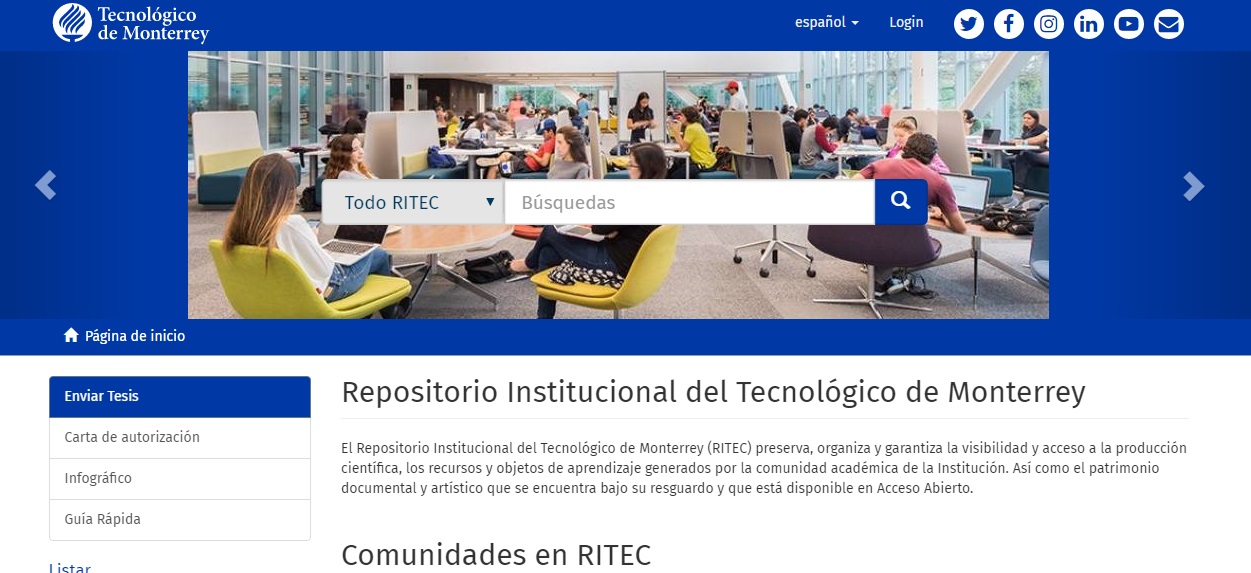 Tecnológico
de Monterrey
español
Login
Todo RITEC
Búsquedas
Página de inicio
Enviar Tesis
Carta de autorización
Infográfico
Guía Rápida
Listar
Repositorio Institucional del Tecnológico de Monterrey
El Repositorio Institucional del Tecnológico de Monterrey (RITEC) preserva, organiza y garantiza la visibilidad y acceso a la producción
científica, los recursos y objetos de aprendizaje generados por la comunidad académica de la Institución. Así como el patrimonio
documental y artístico que se encuentra bajo su resguardo y que está disponible en Acceso Abierto.
Comunidades en RITEC